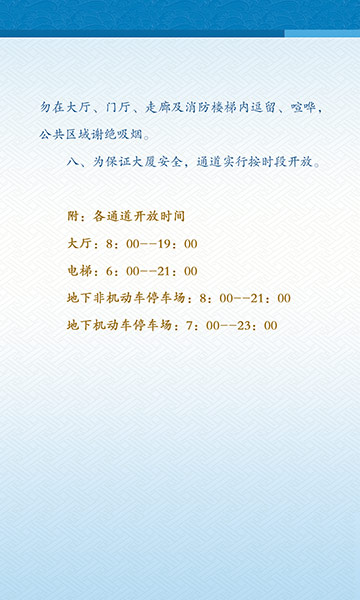 勿在大厅、门厅、走廊及消防楼梯内逗留、喧哗，
公共区域谢绝吸烟。
八、为保证大厦安全，通道实行按时段开放。
附：各通道开放时间
大厅：8：00--19：00
电梯：6：00--21：00
地下非机动车停车场：8：00--21：00
地下机动车停车场：7：00--23：00